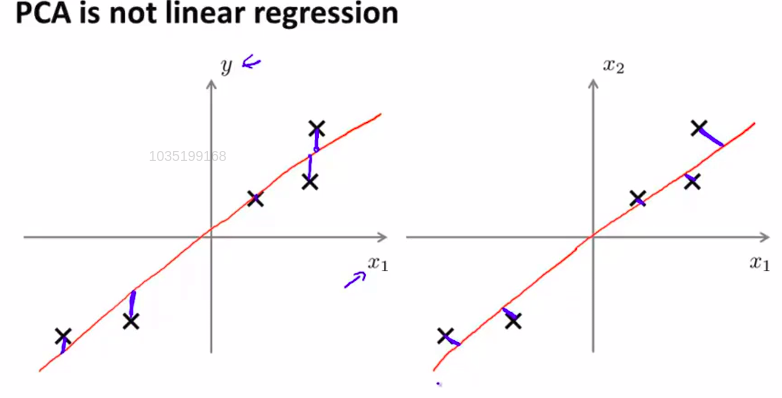 PCA is not linear regression
y
x₂
1035199168
x₁
x₁